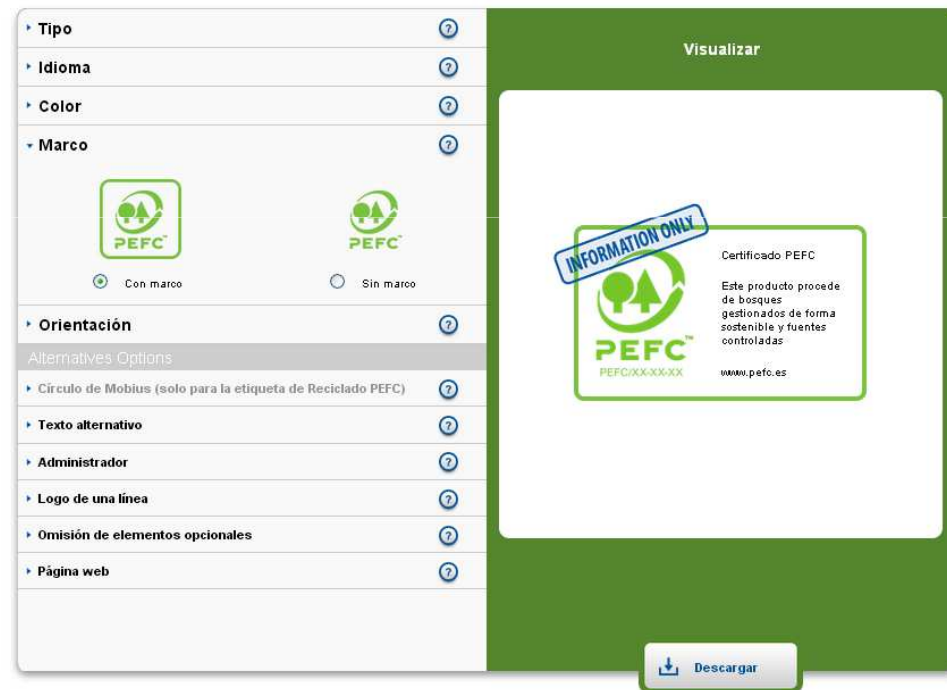 Tipo
Idioma
Color
Marco
PEFC™
PEFC™
Con marco
Sin marco
Orientación
Alternatives Options
Círculo de Mobius (solo para la etiqueta de Reciclado PEFC)
Texto alternativo
Administrador
Logo de una línea
Omisión de elementos opcionales
Página web
Visualizar
INFORMATION ONLY
PEFC™
PEFC/XX-XX-XX
Certificado PEFC
Este producto procede
de bosques
gestionados de forma
sostenible y fuentes
controladas
www.pefc.es
Descargar